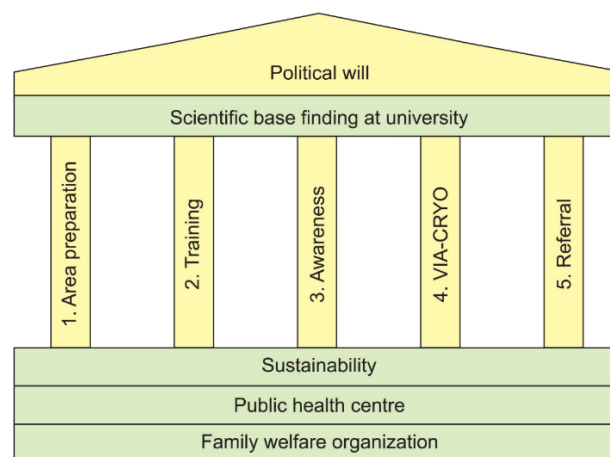 Political will
Scientific base finding at university
1. Area preparation
2. Training
3. Awareness
4. VIA-CRYO
5. Referral
Sustainability
Public health centre
Family welfare organization